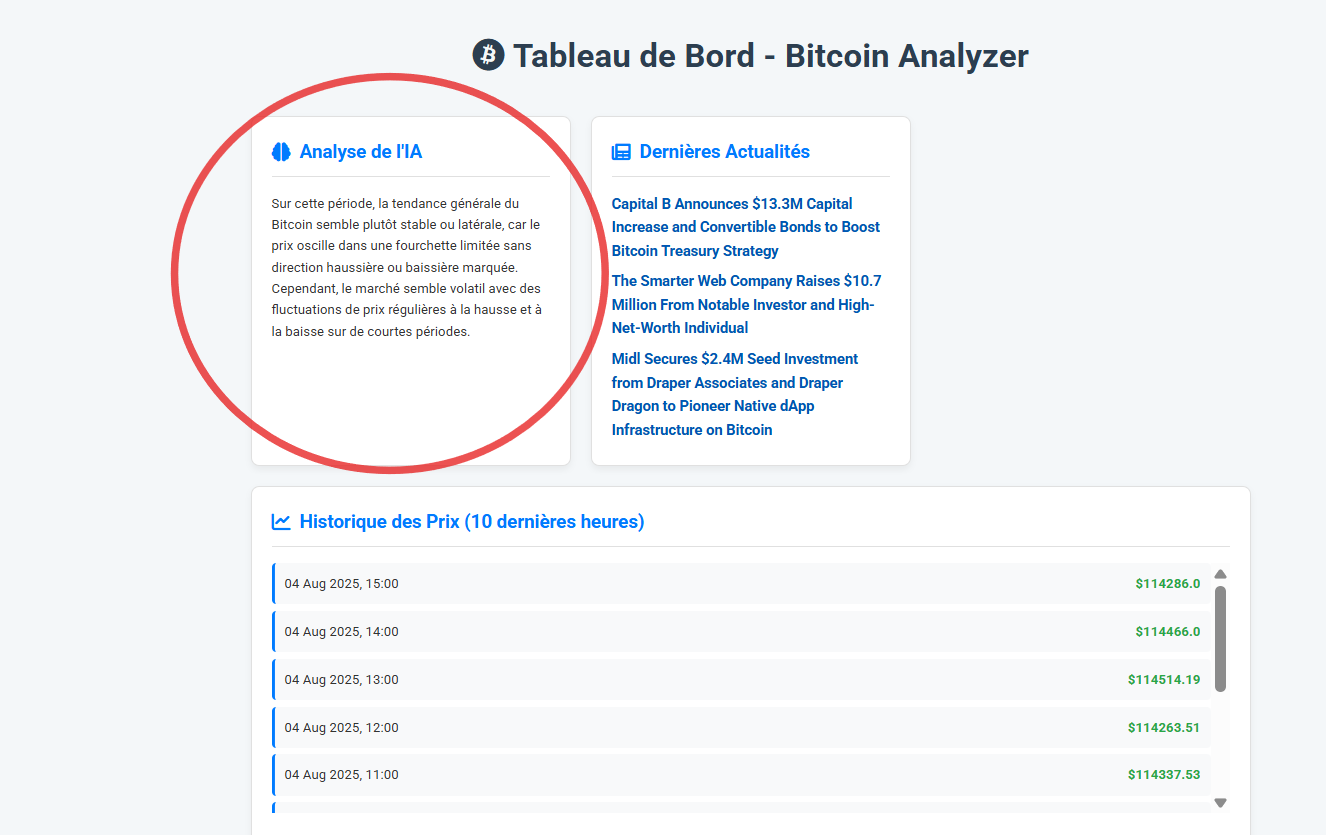 Tableau de Bord - Bitcoin Analyzer
Analyse de l'IA
Sur cette période, la tendance générale du
Bitcoin semble plutôt stable ou latérale, car le
prix oscille dans une fourchette limitée sans
direction haussière ou baissière marquée.
Cependant, le marché semble volatil avec des
fluctuations de prix régulières à la hausse et à
la baisse sur de courtes périodes.
Dernières Actualités
Capital B Announces $13.3M Capital
Increase and Convertible Bonds to Boost
Bitcoin Treasury Strategy
The Smarter Web Company Raises $10.7
Million From Notable Investor and High-
Net-Worth Individual
Midl Secures $2.4M Seed Investment
from Draper Associates and Draper
Dragon to Pioneer Native dApp
Infrastructure on Bitcoin
Historique des Prix (10 dernières heures)
04 Aug 2025, 15:00 $114286.0
04 Aug 2025, 14:00 $114466.0
04 Aug 2025, 13:00 $114514.19
04 Aug 2025, 12:00 $114263.51
04 Aug 2025, 11:00 $114337.53